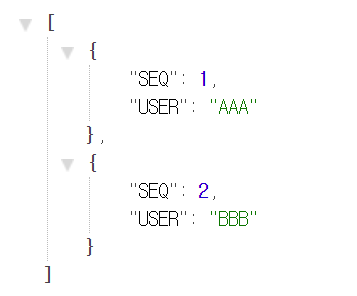 [
{
"SEQ": 1,
"USER": "AAA"
},
{
"SEQ": 2,
"USER": "BBB"
}
]